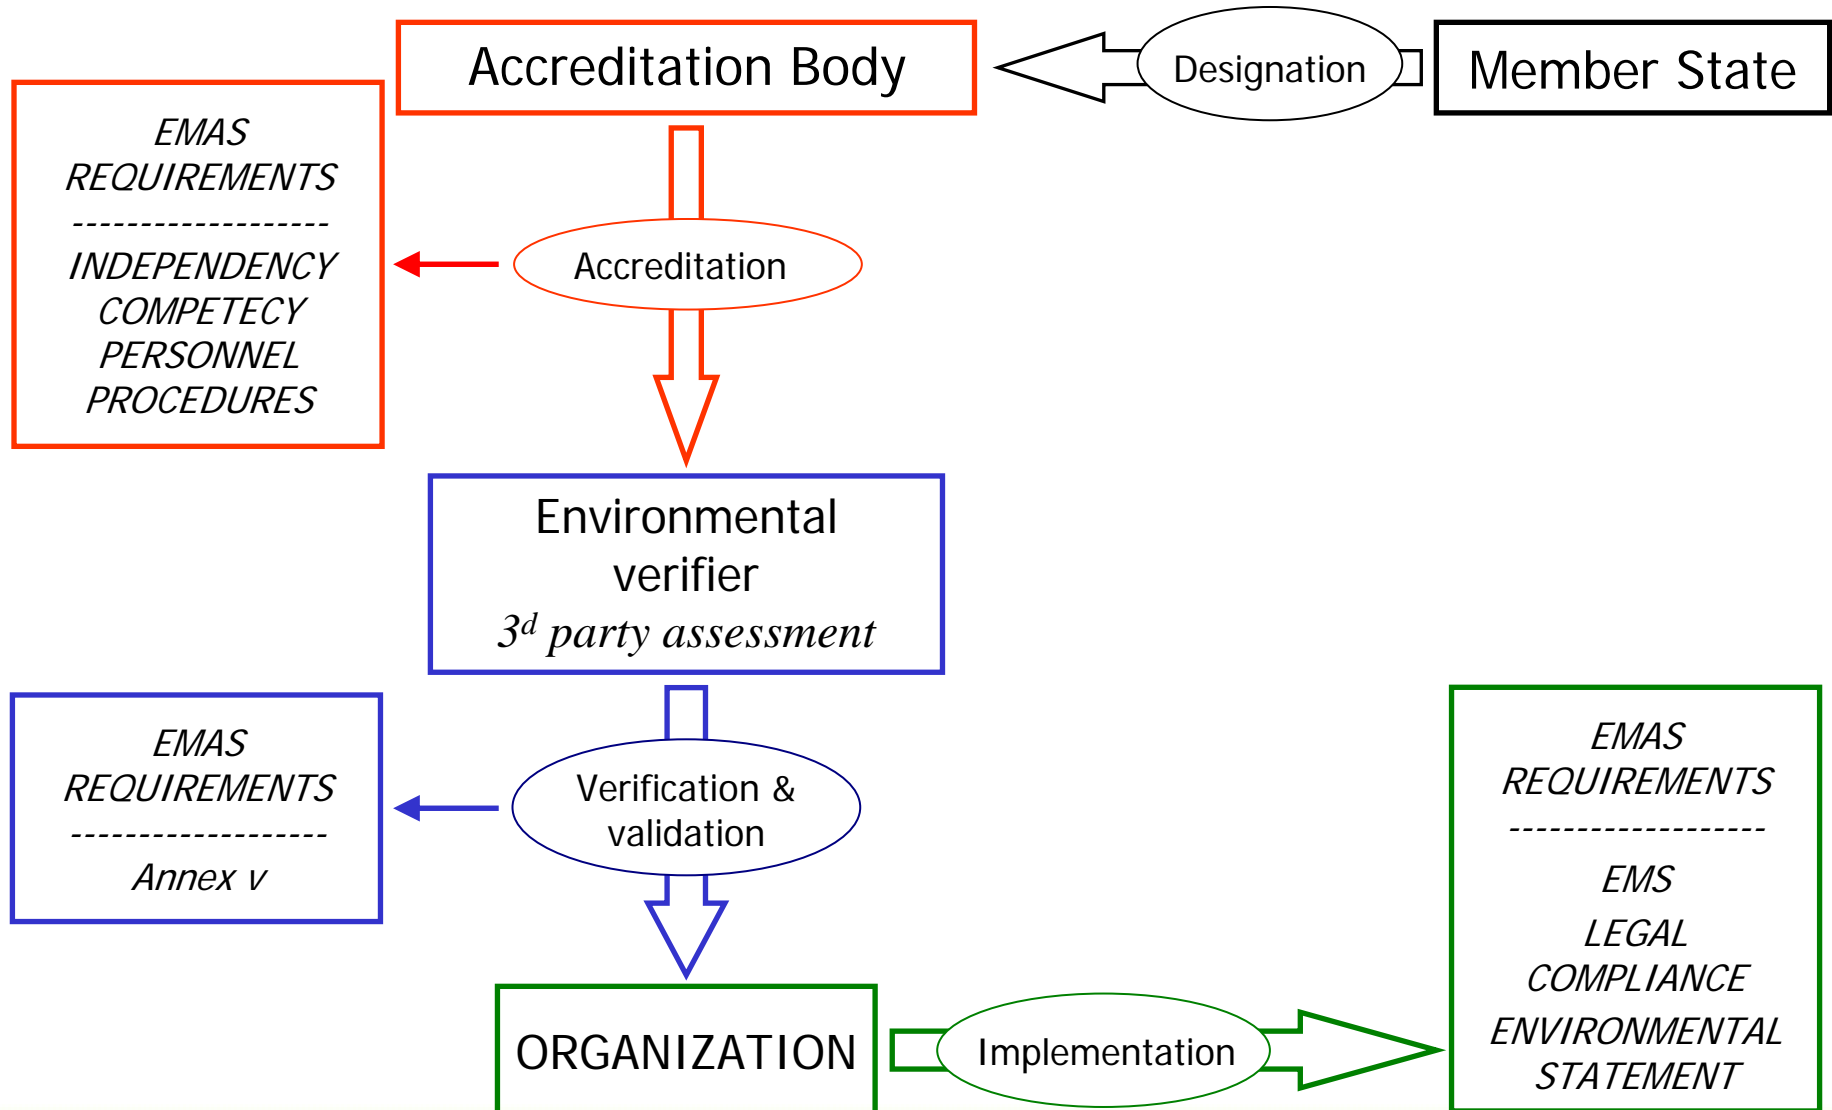 Accreditation Body
Designation
Member State
EMAS
REQUIREMENTS
-------------------
INDEPENDENCY
COMPETECY
PERSONNEL
PROCEDURES
Accreditation
Environmental
verifier
3d party assessment
EMAS
REQUIREMENTS
-------------------
Annex v
Verification &
validation
EMAS
REQUIREMENTS
-------------------
EMS
LEGAL
COMPLIANCE
ENVIRONMENTAL
STATEMENT
ORGANIZATION
Implementation